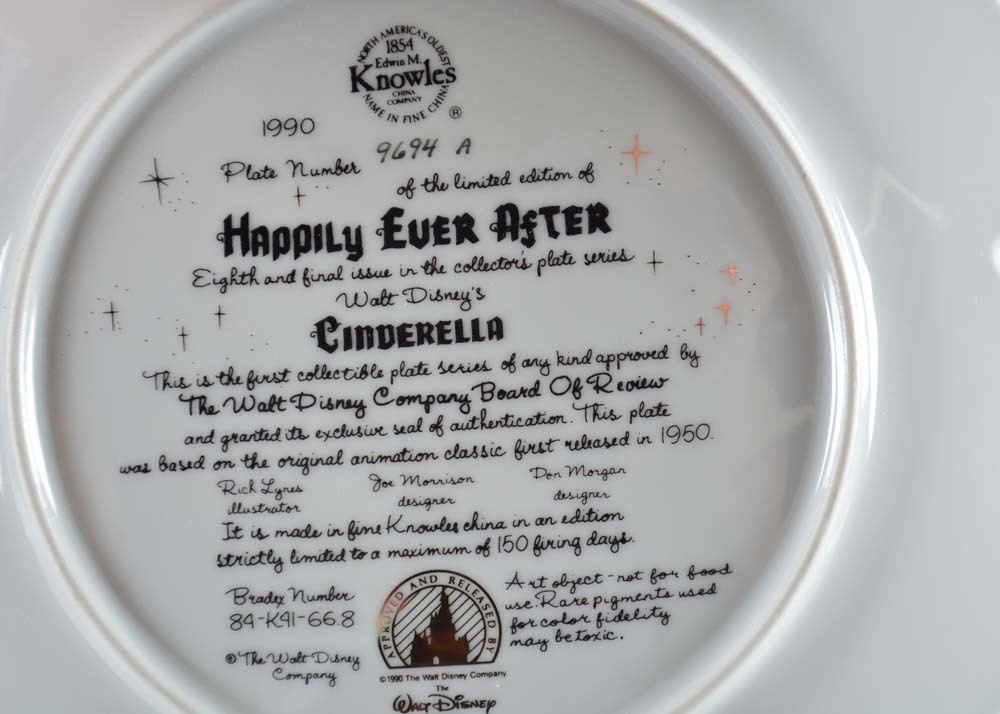 NORTH AMERICA'S OLDEST
1854
Edwin M.
Knowles
CHINA
COMPANY
NAME IN FINE CHINA
®
1990
Plate Number 9694 A
of the limited edition of
HAPPILY EVER AFTER
Eighth and final issue in the collector's plate series
Walt Disney's
CINDERELLA
This is the first collectible plate series of any kind approved by
The Walt Disney Company Board Of Review
and granted its exclusive seal of authentication. This plate
was based on the original animation classic first released in 1950.
Rich Lynes Joe Morrison Don Morgan
illustrator designer designer
It is made in fine Knowles china in an edition
strictly limited to a maximum of 150 firing days.
Bradex Number
84-K41-66.8
© The Walt Disney
Company
APPROVED AND RELEASED BY
©1990 The Walt Disney Company
The
Walt Disney
Art object - not for food
use. Rare pigments used
for color fidelity
may be toxic.